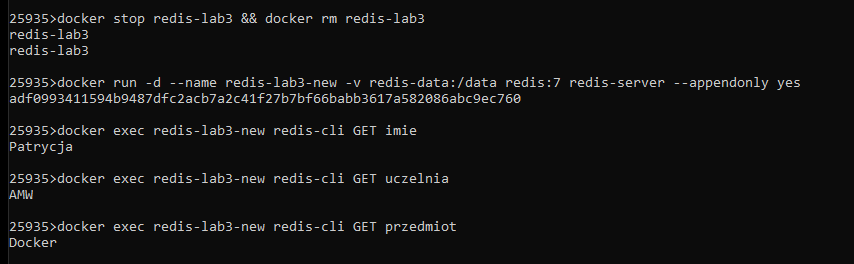 25935>docker stop redis-lab3 && docker rm redis-lab3
redis-lab3
redis-lab3
25935>docker run -d --name redis-lab3-new -v redis-data:/data redis:7 redis-server --appendonly yes
adf0993411594b9487dfc2acb7a2c41f27b7bf66babb3617a582086abc9ec760
25935>docker exec redis-lab3-new redis-cli GET imie
Patrycja
25935>docker exec redis-lab3-new redis-cli GET uczelnia
AMW
25935>docker exec redis-lab3-new redis-cli GET przedmiot
Docker